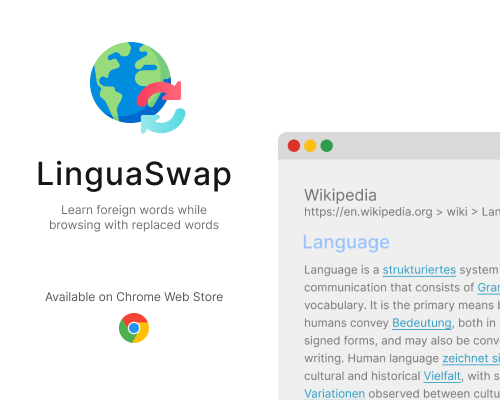 LinguaSwap
Learn foreign words while
browsing with replaced words
Available on Chrome Web Store
Wikipedia
https://en.wikipedia.org > wiki > Lan
Language
Language is a strukturiertes system
communication that consists of Gran
vocabulary. It is the primary means
humans convey Bedeutung, both in
signed forms, and may also be conv
writing. Human language zeichnet si
cultural and historical Vielfalt, with s
Variationen observed between cultu